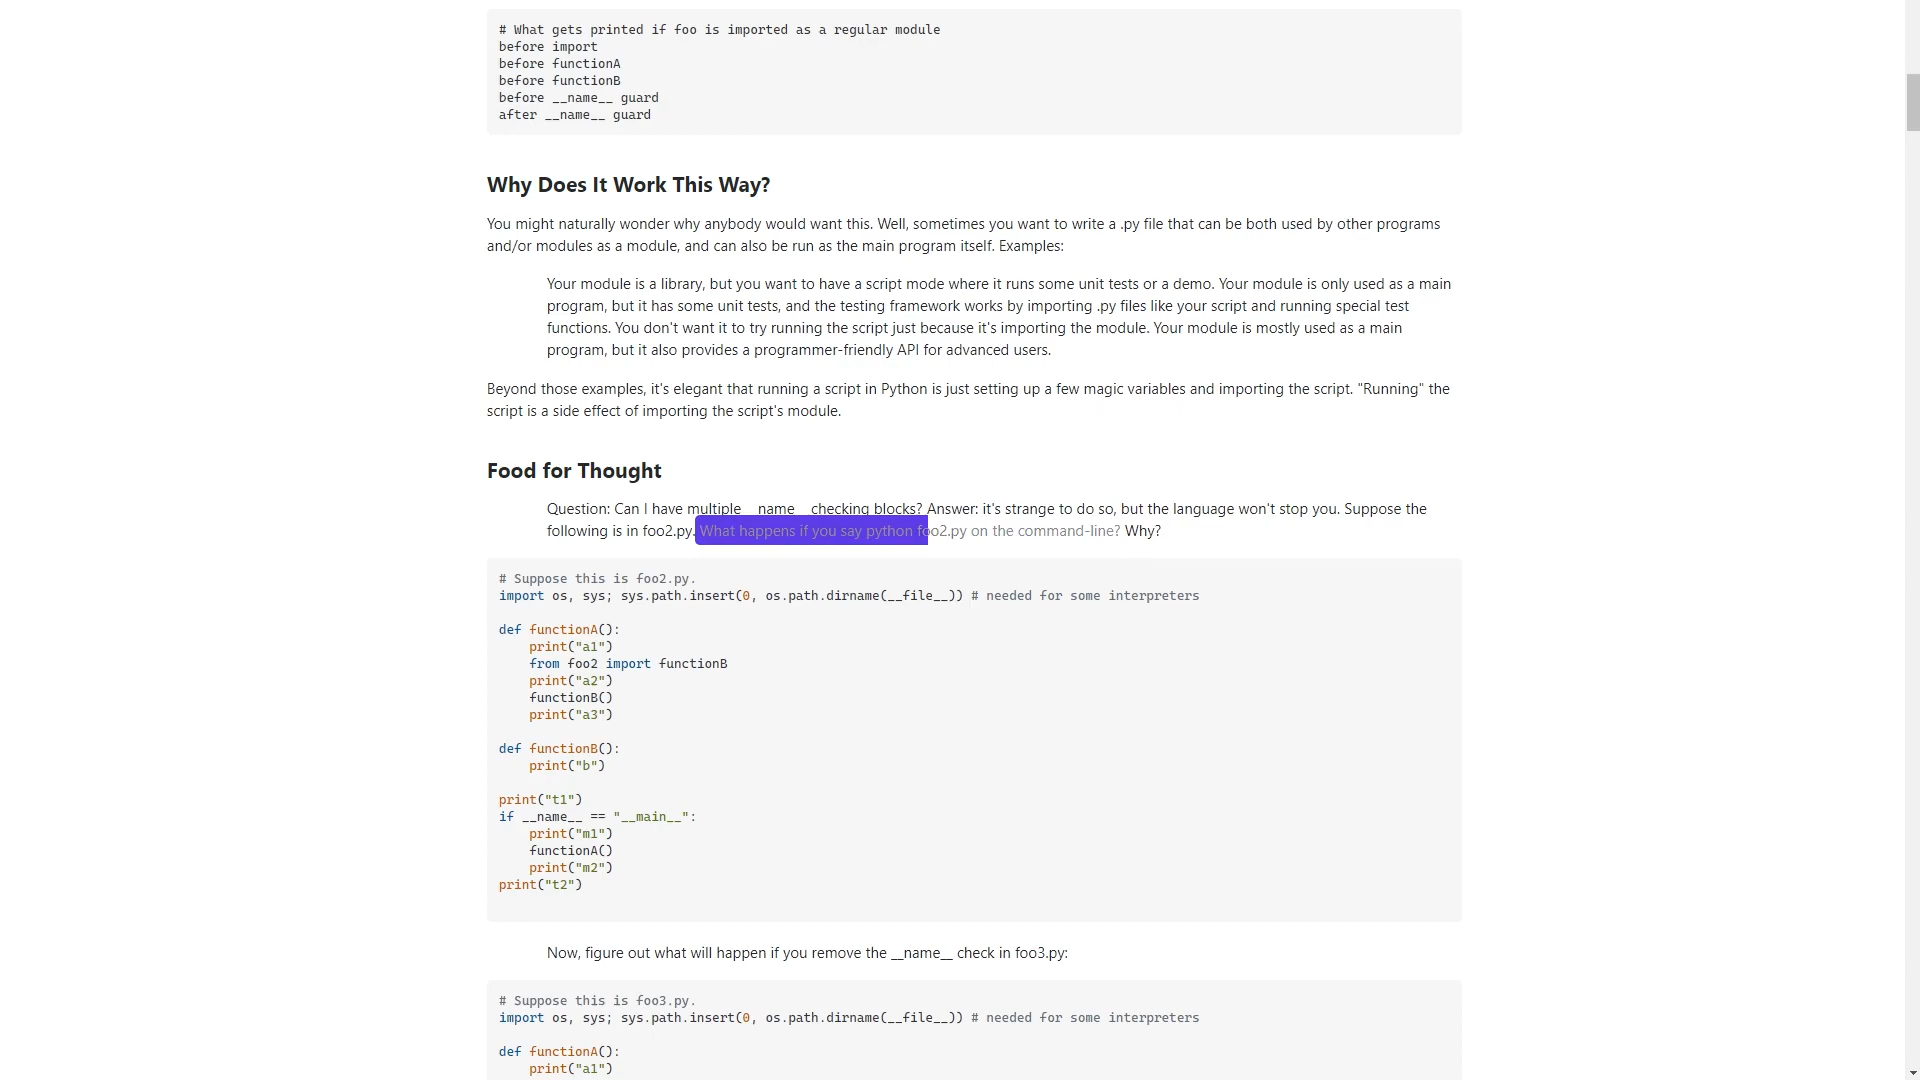 # What gets printed if foo is imported as a regular module
before import
before functionA
before functionB
before __name__ guard
after __name__ guard
Why Does It Work This Way?
You might naturally wonder why anybody would want this. Well, sometimes you want to write a .py file that can be both used by other programs
and/or modules as a module, and can also be run as the main program itself. Examples:
Your module is a library, but you want to have a script mode where it runs some unit tests or a demo. Your module is only used as a main
program, but it has some unit tests, and the testing framework works by importing .py files like your script and running special test
functions. You don't want it to try running the script just because it's importing the module. Your module is mostly used as a main
program, but it also provides a programmer-friendly API for advanced users.
Beyond those examples, it's elegant that running a script in Python is just setting up a few magic variables and importing the script. "Running" the
script is a side effect of importing the script's module.
Food for Thought
Question: Can I have multiple __name__ checking blocks? Answer: it's strange to do so, but the language won't stop you. Suppose the
following is in foo2.py. What happens if you say python foo2.py on the command-line? Why?
# Suppose this is foo2.py.
import os, sys; sys.path.insert(0, os.path.dirname(__file__)) # needed for some interpreters
def functionA():
    print("a1")
    from foo2 import functionB
    print("a2")
    functionB()
    print("a3")
def functionB():
    print("b")
print("t1")
if __name__ == "__main__":
    print("m1")
    functionA()
    print("m2")
print("t2")
Now, figure out what will happen if you remove the __name__ check in foo3.py:
# Suppose this is foo3.py.
import os, sys; sys.path.insert(0, os.path.dirname(__file__)) # needed for some interpreters
def functionA():
    print("a1")